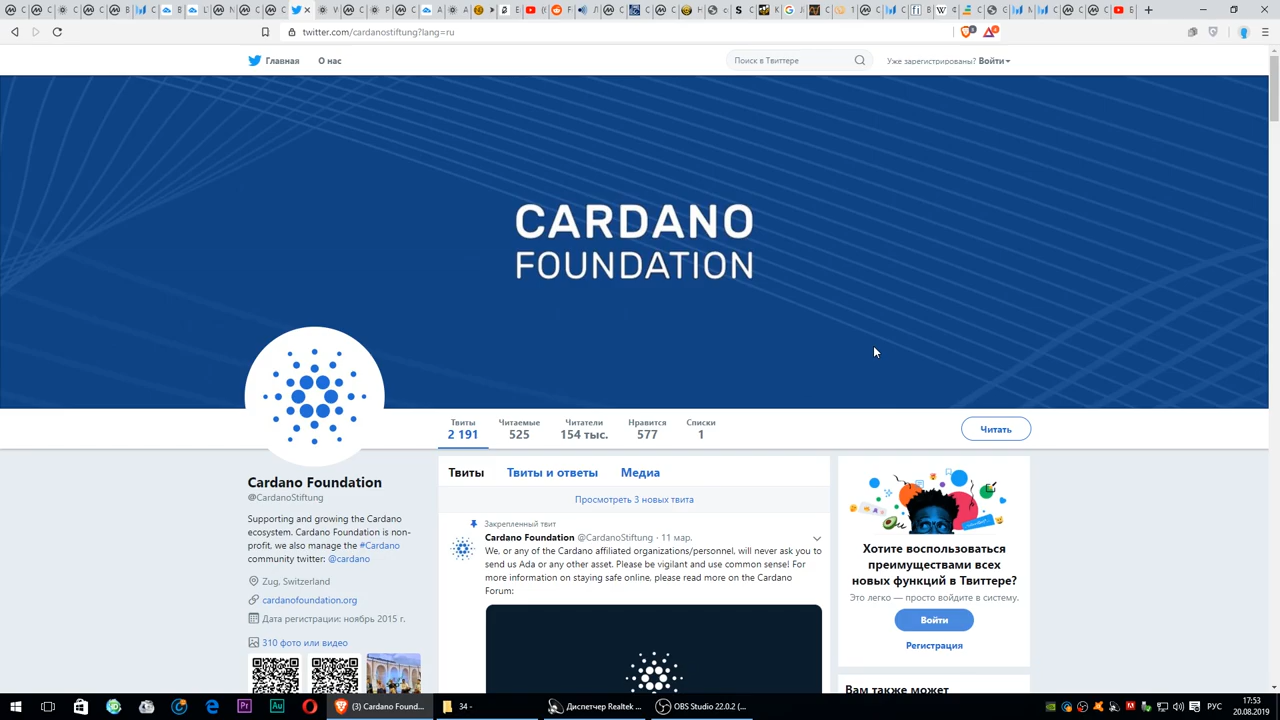 twitter.com/cardanostiftung?lang=ru
Главная
О нас
Поиск в Твиттере
Уже зарегистрированы? Войти
CARDANO
FOUNDATION
Твиты
2 191
Читаемые
525
Читатели
154 тыс.
Нравится
577
Списки
1
Читать
Cardano Foundation
@CardanoStiftung
Supporting and growing the Cardano
ecosystem. Cardano Foundation is non-
profit, we also manage the #Cardano
community twitter: @cardano
Zug, Switzerland
cardanofoundation.org
Дата регистрации: ноябрь 2015 г.
310 фото или видео
Твиты
Твиты и ответы
Медиа
Просмотреть 3 новых твита
Закрепленный твит
Cardano Foundation @CardanoStiftung · 11 мар.
We, or any of the Cardano affiliated organizations/personnel, will never ask you to
send us Ada or any other asset. Please be vigilant and use common sense! For
more information on staying safe online, please read more on the Cardano
Forum:
Хотите воспользоваться
преимуществами всех
новых функций в Твиттере?
Это легко — просто войдите в систему.
Войти
Регистрация
Вам также может
(3) Cardano Found...
34 -
Диспетчер Realtek ...
OBS Studio 22.0.2 (...
РУС
17:53
20.08.2019